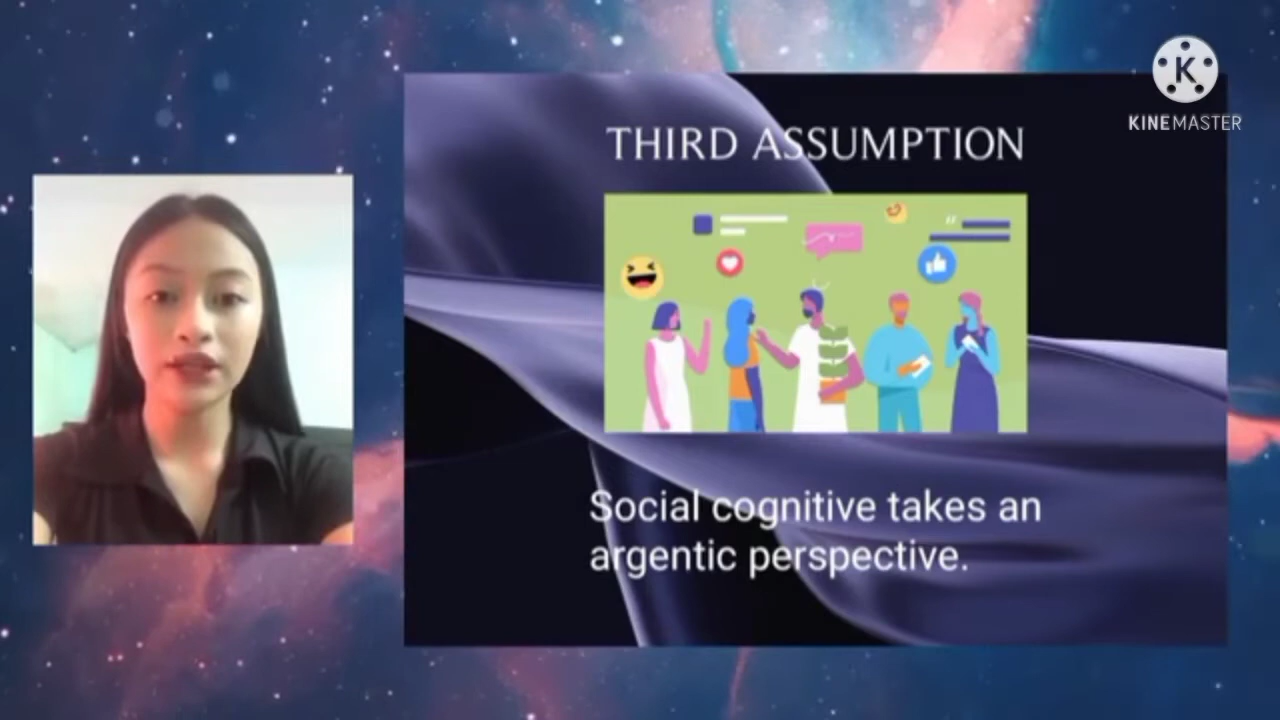 K
KINEMASTER
THIRD ASSUMPTION
Social cognitive takes an
argentic perspective.